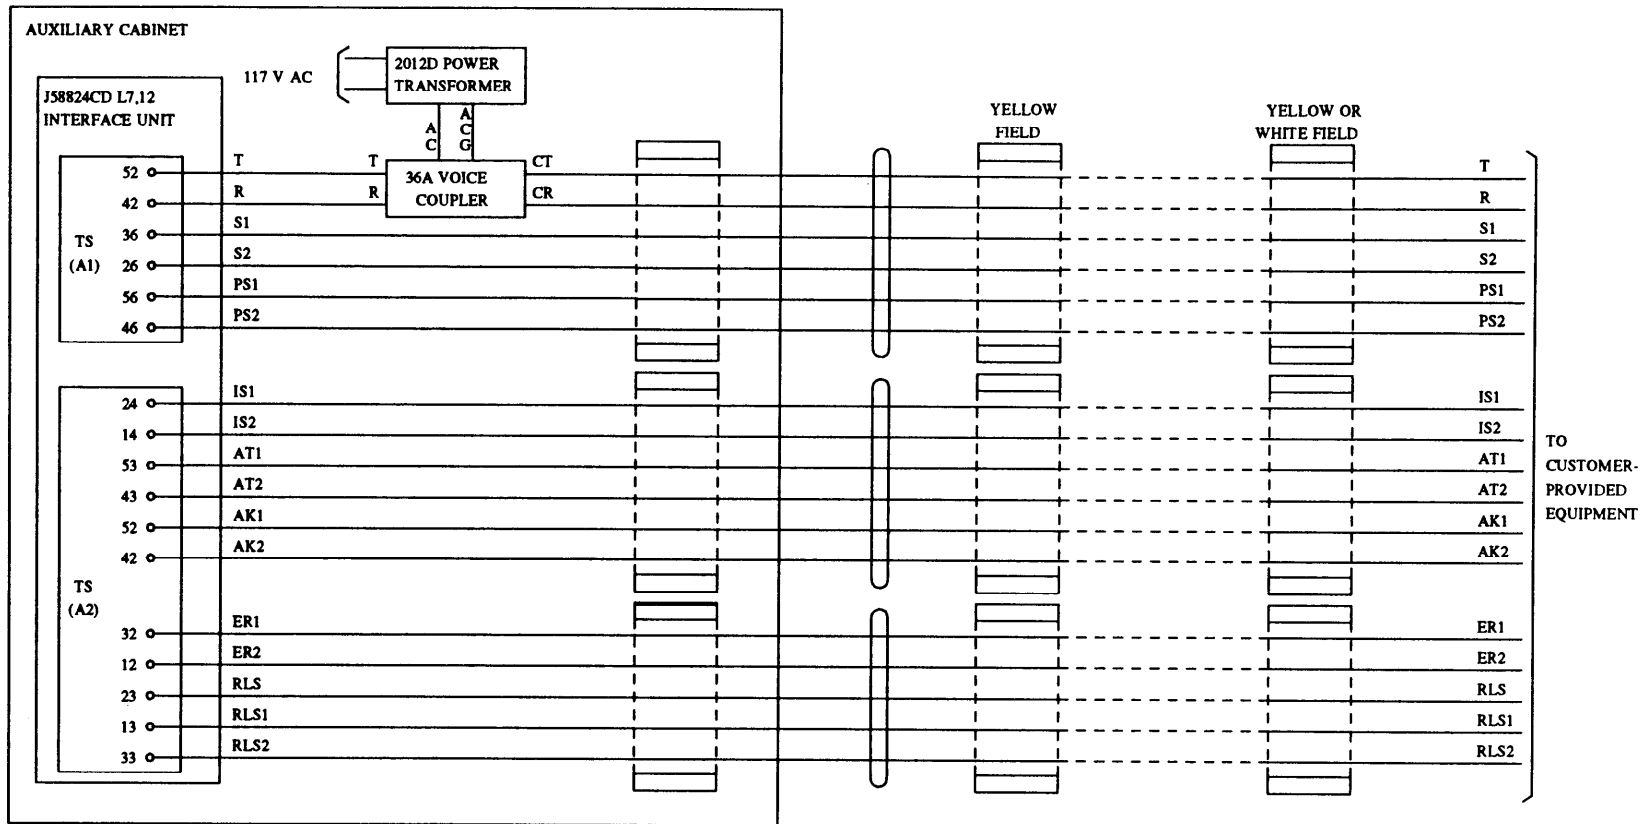 AUXILIARY CABINET
117 V AC
2012D POWER
TRANSFORMER
J58824CD L7,12
INTERFACE UNIT
AC
ACG
YELLOW
FIELD
YELLOW OR
WHITE FIELD
36A VOICE
COUPLER
TS
(A1)
52 T T CT T
42 R R CR R
36 S1 S1
26 S2 S2
56 PS1 PS1
46 PS2 PS2
TS
(A2)
24 IS1 IS1
14 IS2 IS2
53 AT1 AT1
43 AT2 AT2
52 AK1 AK1
42 AK2 AK2
32 ER1 ER1
12 ER2 ER2
23 RLS RLS
13 RLS1 RLS1
33 RLS2 RLS2
TO
CUSTOMER-
PROVIDED
EQUIPMENT